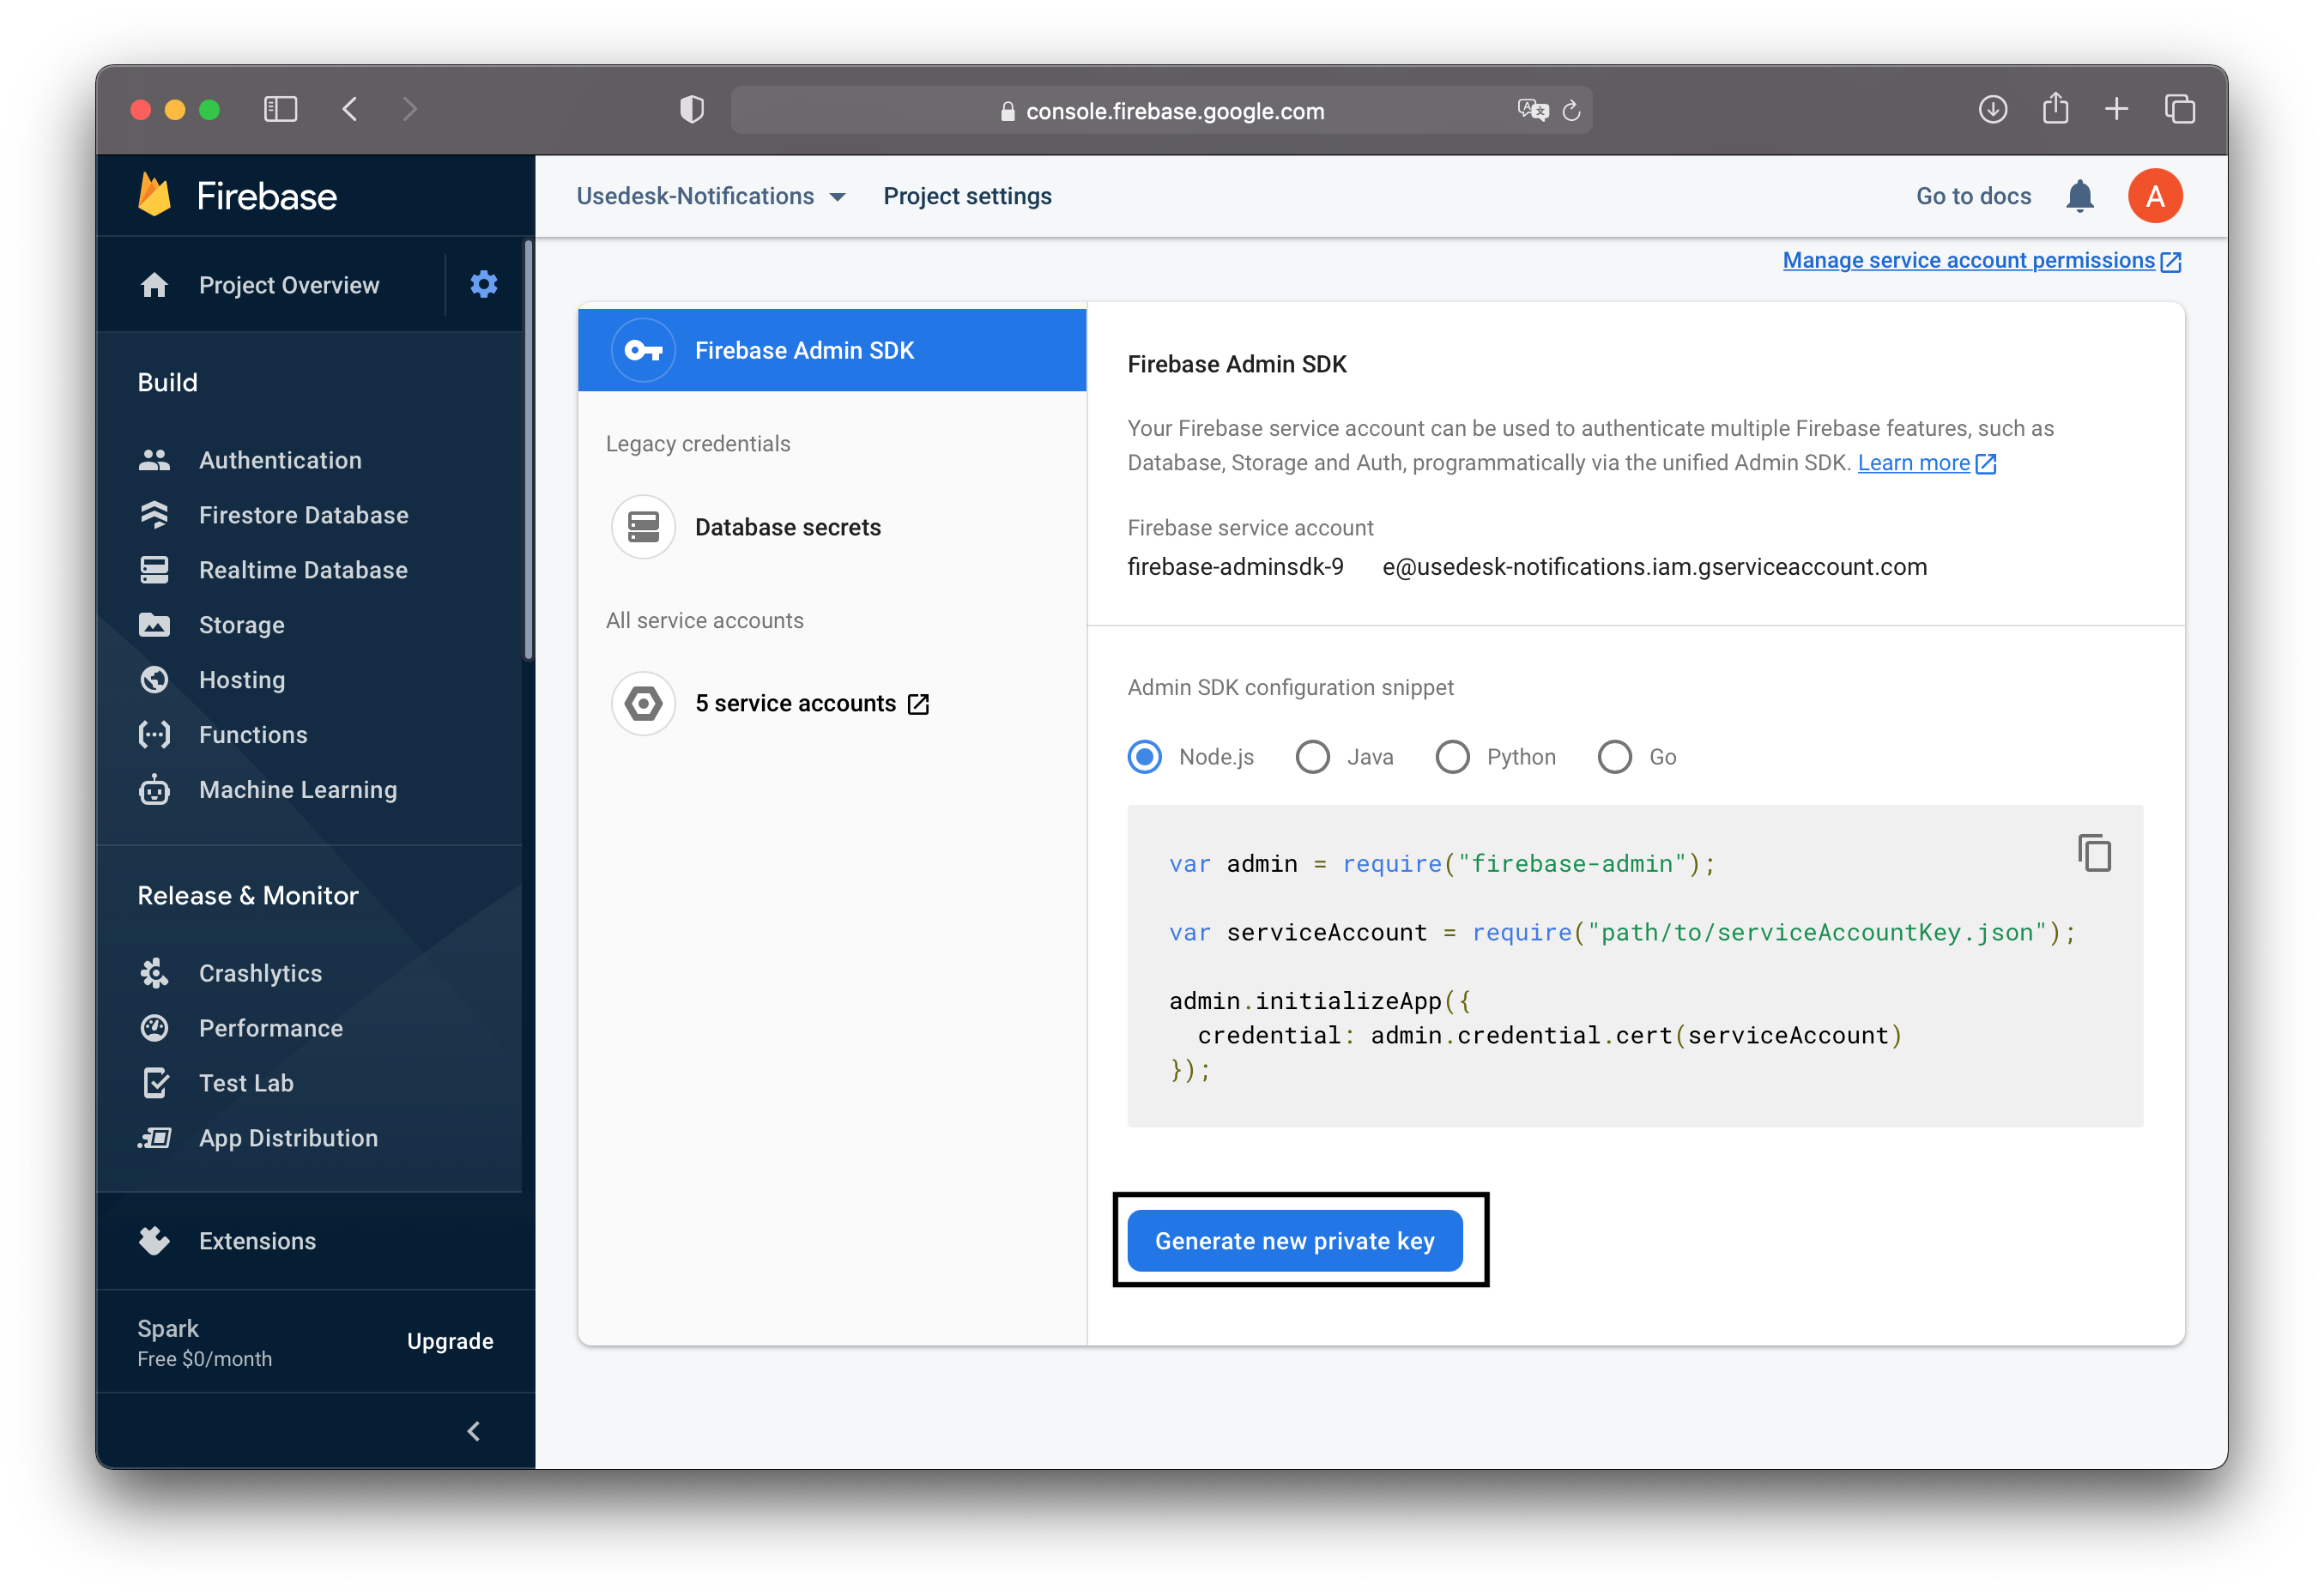 console.firebase.google.com
Firebase
Usedesk-Notifications
Project settings
Go to docs
A
Project Overview
Manage service account permissions
Build
Authentication
Firestore Database
Realtime Database
Storage
Hosting
Functions
Machine Learning
Release & Monitor
Crashlytics
Performance
Test Lab
App Distribution
Extensions
Spark
Free $0/month
Upgrade
Firebase Admin SDK
Legacy credentials
Database secrets
All service accounts
5 service accounts
Firebase Admin SDK
Your Firebase service account can be used to authenticate multiple Firebase features, such as
Database, Storage and Auth, programmatically via the unified Admin SDK. Learn more
Firebase service account
firebase-adminsdk-9 e@usedesk-notifications.iam.gserviceaccount.com
Admin SDK configuration snippet
Node.js Java Python Go
var admin = require("firebase-admin");
var serviceAccount = require("path/to/serviceAccountKey.json");
admin.initializeApp({
  credential: admin.credential.cert(serviceAccount)
});
Generate new private key